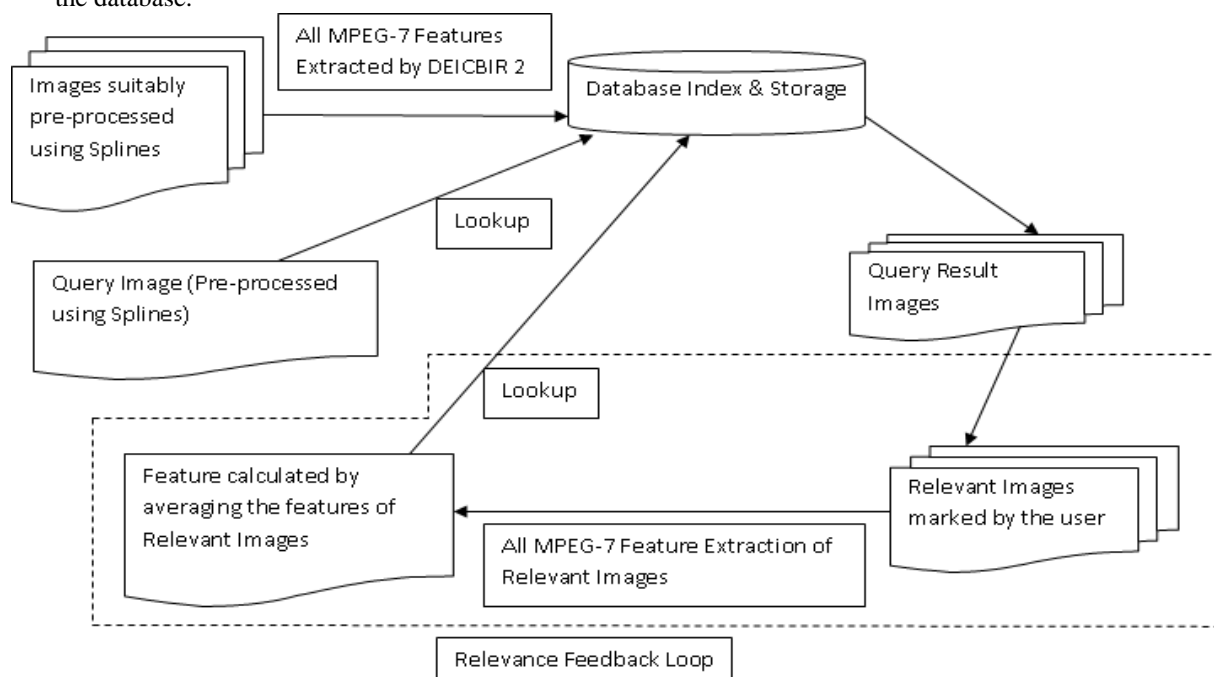 the database.
All MPEG-7 Features
Extracted by DEICBIR 2
Images suitably
pre-processed
using Splines
Database Index & Storage
Lookup
Query Image (Pre-processed
using Splines)
Query Result
Images
Lookup
Feature calculated by
averaging the features of
Relevant Images
Relevant Images
marked by the user
All MPEG-7 Feature Extraction of
Relevant Images
Relevance Feedback Loop